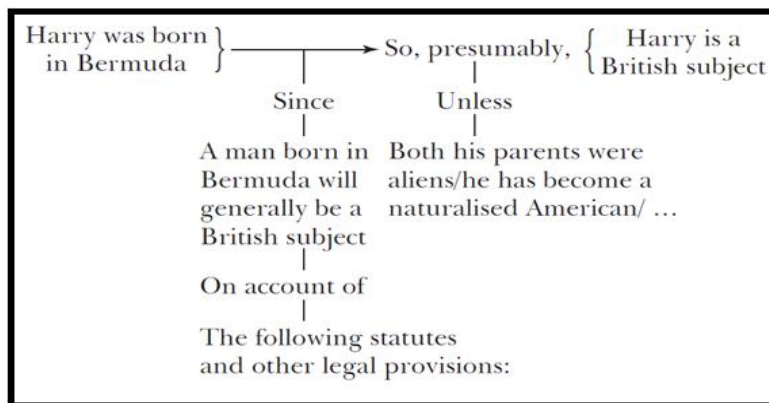 Harry was born
in Bermuda
So, presumably,
Harry is a
British subject
Since
Unless
A man born in
Bermuda will
generally be a
British subject
Both his parents were
aliens/he has become a
naturalised American/ …
On account of
The following statutes
and other legal provisions: